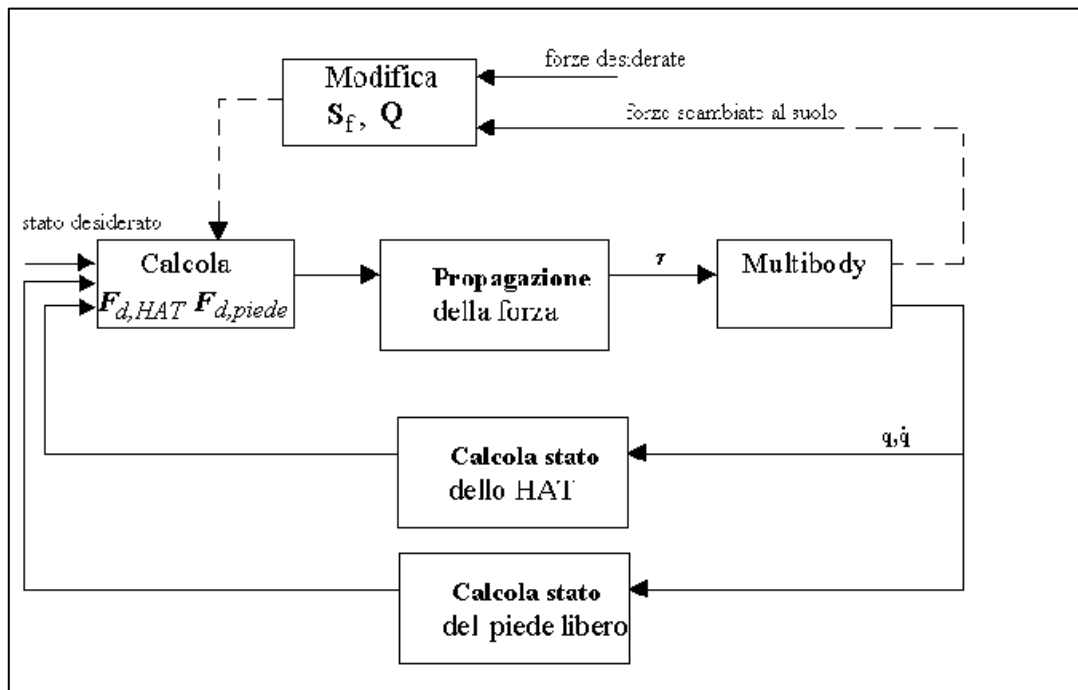 forze desiderate
Modifica
S_f, Q
forze scambiate al suolo
stato desiderato
Calcola
F_d,HAT F_d,piede
Propagazione
della forza
τ
Multibody
q,q̇
Calcola stato
dello HAT
Calcola stato
del piede libero